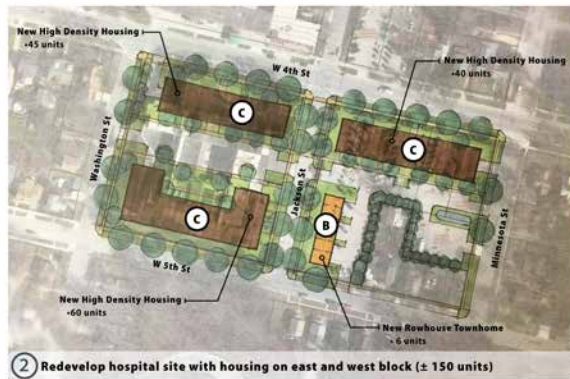 New High Density Housing
•45 units
W 4th St
New High Density Housing
•40 units
C
C
Washington St
Jackson St
B
C
Minnesota St
W 5th St
New High Density Housing
•60 units
New Rowhouse Townhome
• 6 units
2 Redevelop hospital site with housing on east and west block (± 150 units)